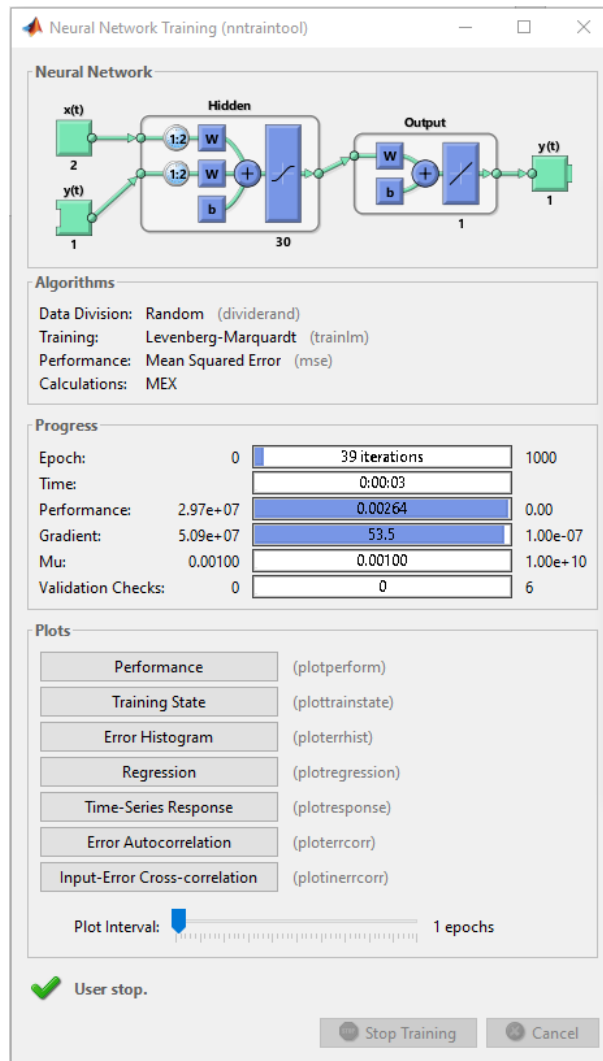 Neural Network Training (nntraintool)
Neural Network
Hidden
Output
x(t)
y(t)
1:2
W
W
2
1:2
W
b
y(t)
b
1
1
30
1
Algorithms
Data Division: Random (dividerand)
Training: Levenberg-Marquardt (trainlm)
Performance: Mean Squared Error (mse)
Calculations: MEX
Progress
Epoch: 0 39 iterations 1000
Time: 0:00:03
Performance: 2.97e+07 0.00264 0.00
Gradient: 5.09e+07 53.5 1.00e-07
Mu: 0.00100 0.00100 1.00e+10
Validation Checks: 0 0 6
Plots
Performance (plotperform)
Training State (plottrainstate)
Error Histogram (ploterrhist)
Regression (plotregression)
Time-Series Response (plotresponse)
Error Autocorrelation (ploterrcorr)
Input-Error Cross-correlation (plotinerrcorr)
Plot Interval: 1 epochs
User stop.
Stop Training Cancel